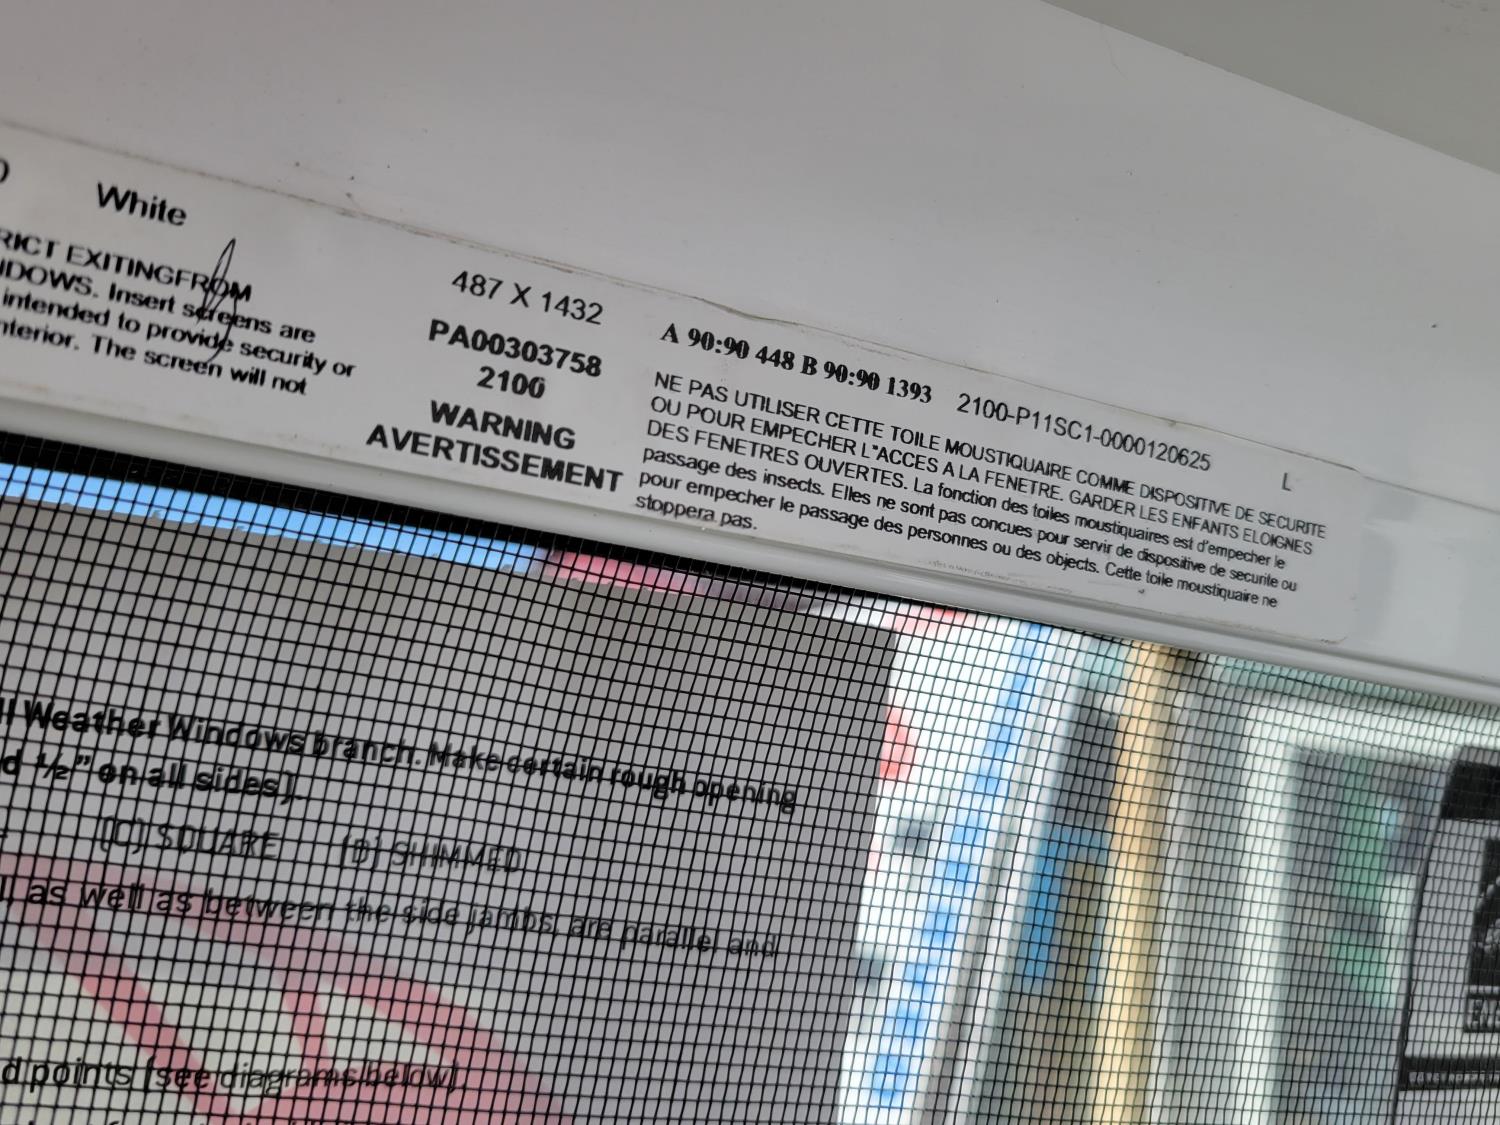 White
RICT EXITINGFROM
NDOWS. Insert screens are
intended to provide security or
nterior. The screen will not
487 X 1432
PA00303758
2100
WARNING
AVERTISSEMENT
A 90:90 448 B 90:90 1393 2100-P11SC1-0000120625 L
NE PAS UTILISER CETTE TOILE MOUSTIQUAIRE COMME DISPOSITIVE DE SECURITE
OU POUR EMPECHER L"ACCES A LA FENETRE. GARDER LES ENFANTS ELOIGNES
DES FENETRES OUVERTES. La fonction des toiles moustiquaires est d'empecher le
passage des insects. Elles ne sont pas concues pour servir de dispositive de securite ou
pour empecher le passage des personnes ou des objects. Cette toile moustiquaire ne
stoppera pas.
ll Weather Windows branch. Make certain rough opening
d ½" on all sides).
(C) SQUARE (D) SHIMMED
ll as well as between the side jambs, are parallel and
d points (see diagrams below).